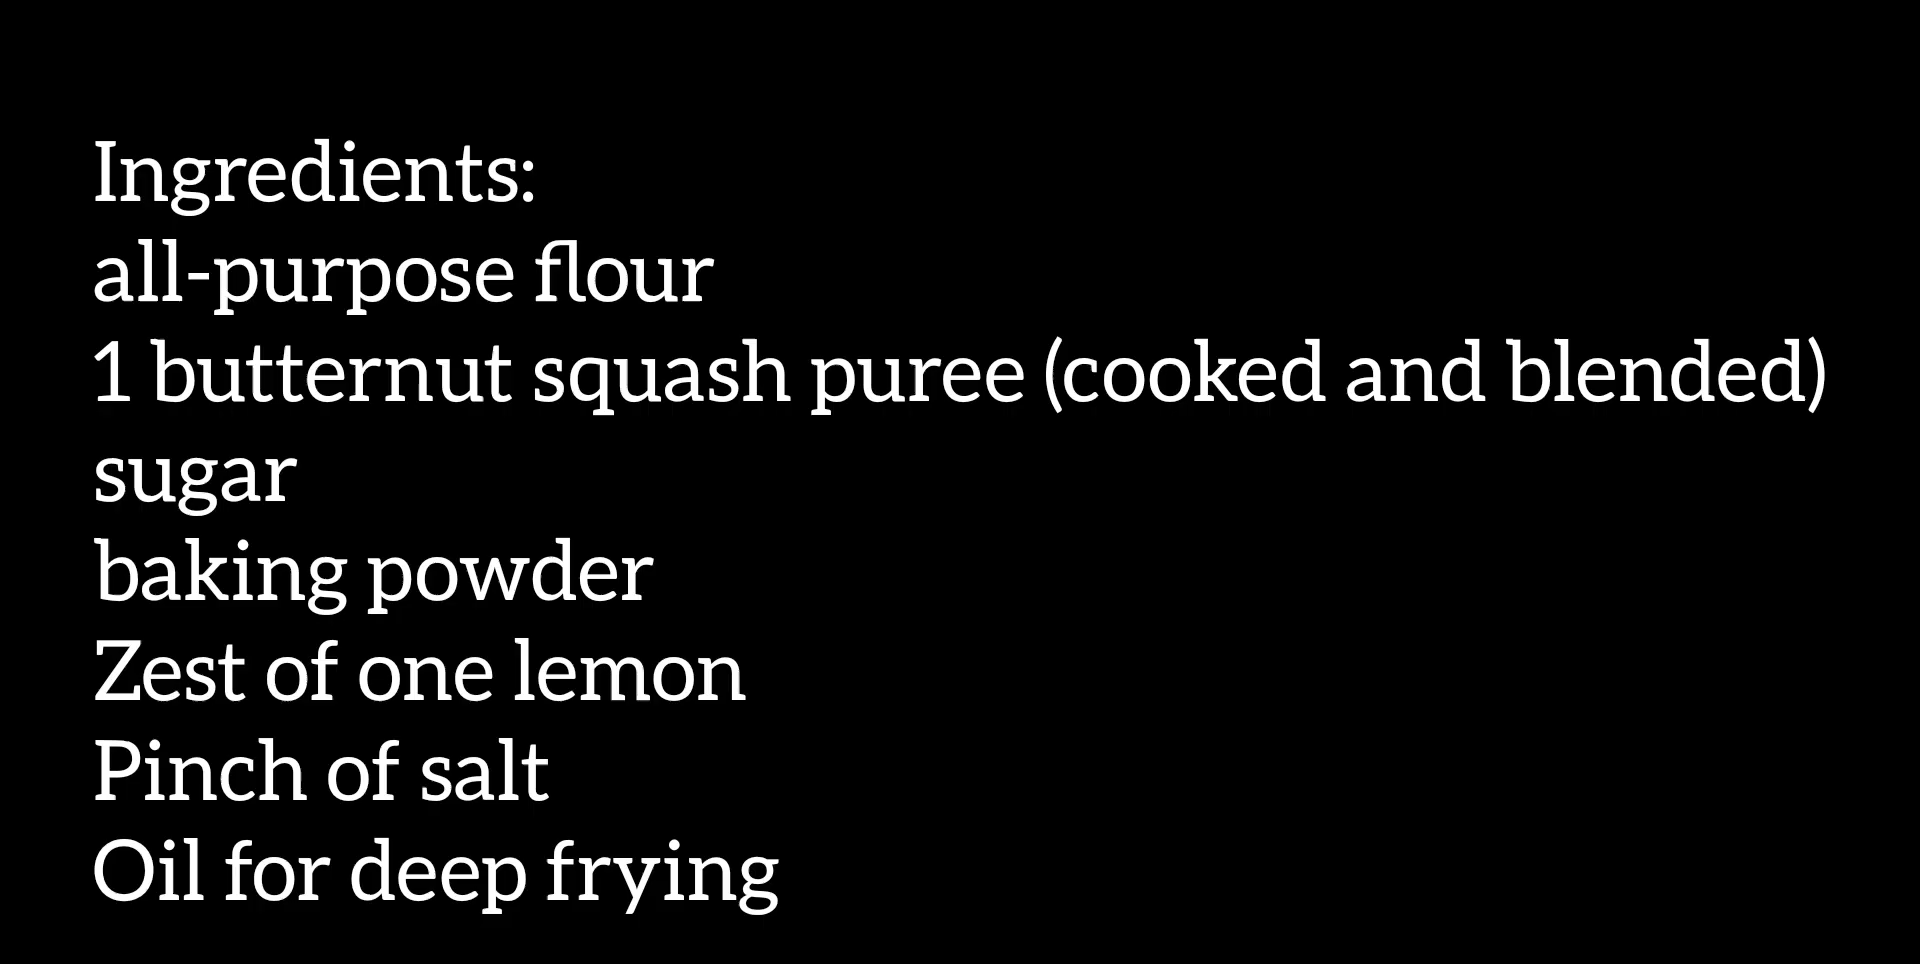 Ingredients:
all-purpose flour
1 butternut squash puree (cooked and blended)
sugar
baking powder
Zest of one lemon
Pinch of salt
Oil for deep frying